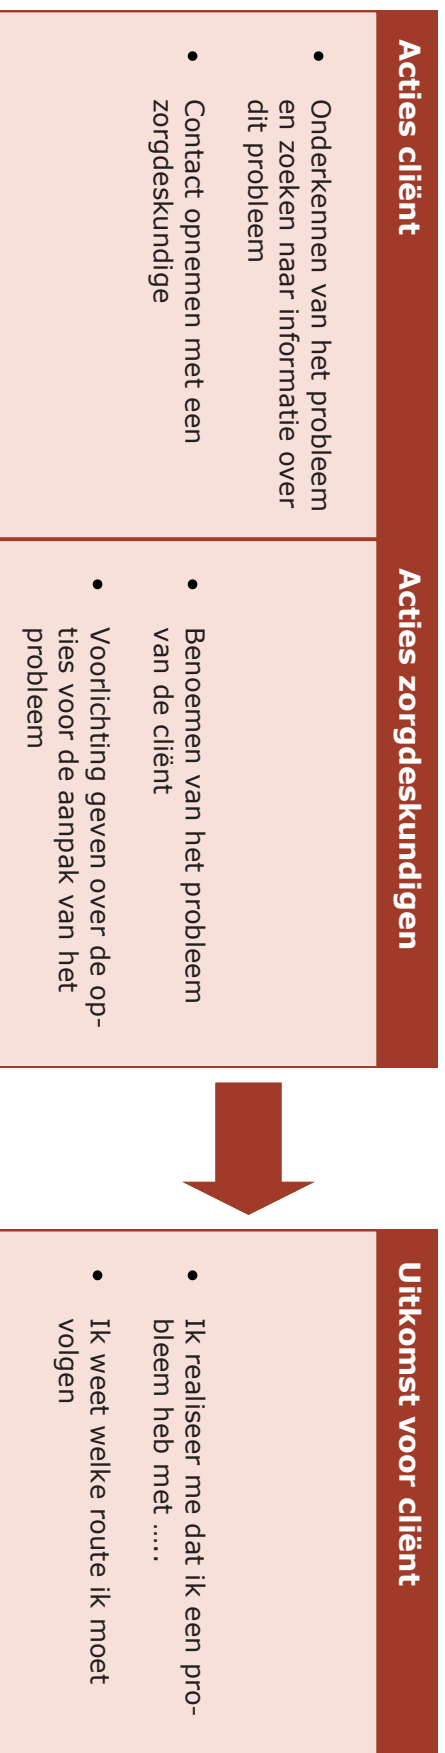 Acties cliënt
• Onderkennen van het probleem
en zoeken naar informatie over
dit probleem
• Contact opnemen met een
zorgdeskundige
Acties zorgdeskundigen
• Benoemen van het probleem
van de cliënt
• Voorlichting geven over de op-
ties voor de aanpak van het
probleem
Uitkomst voor cliënt
• Ik realiseer me dat ik een pro-
bleem heb met .....
• Ik weet welke route ik moet
volgen